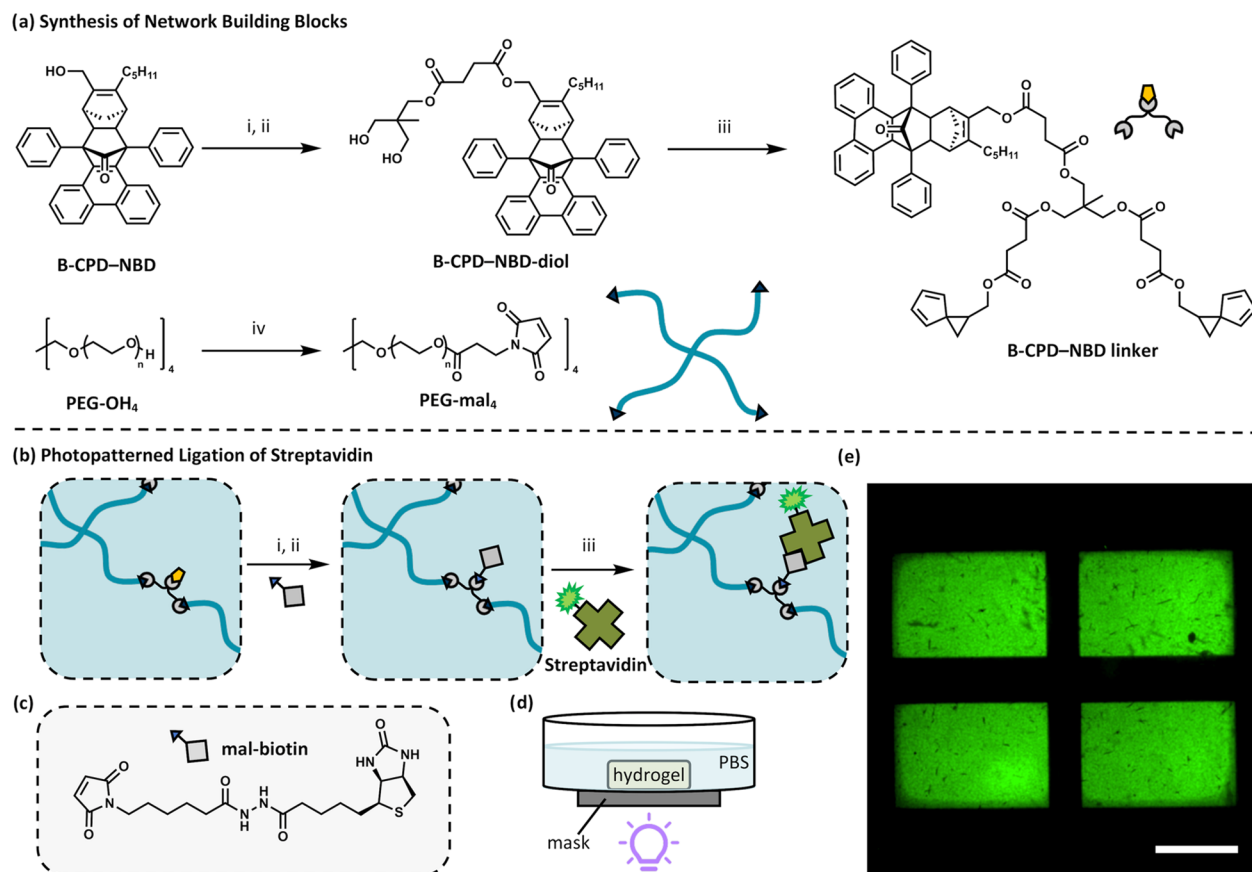 (a) Synthesis of Network Building Blocks
HO
C₅H₁₁
O
B-CPD–NBD
i, ii
O
O
O
O
C₅H₁₁
HO
HO
O
B-CPD–NBD-diol
iii
O
C₅H₁₁
O
O
O
O
O
O
O
O
O
O
O
B-CPD–NBD linker
O
O
H
n
4
PEG-OH₄
iv
O
O
n
O
N
O
O
4
PEG-mal₄
(b) Photopatterned Ligation of Streptavidin
i, ii
iii
Streptavidin
(c)
mal-biotin
O
N
O
O
H
N
N
H
O
O
HN
NH
S
(d)
hydrogel
PBS
mask
(e)